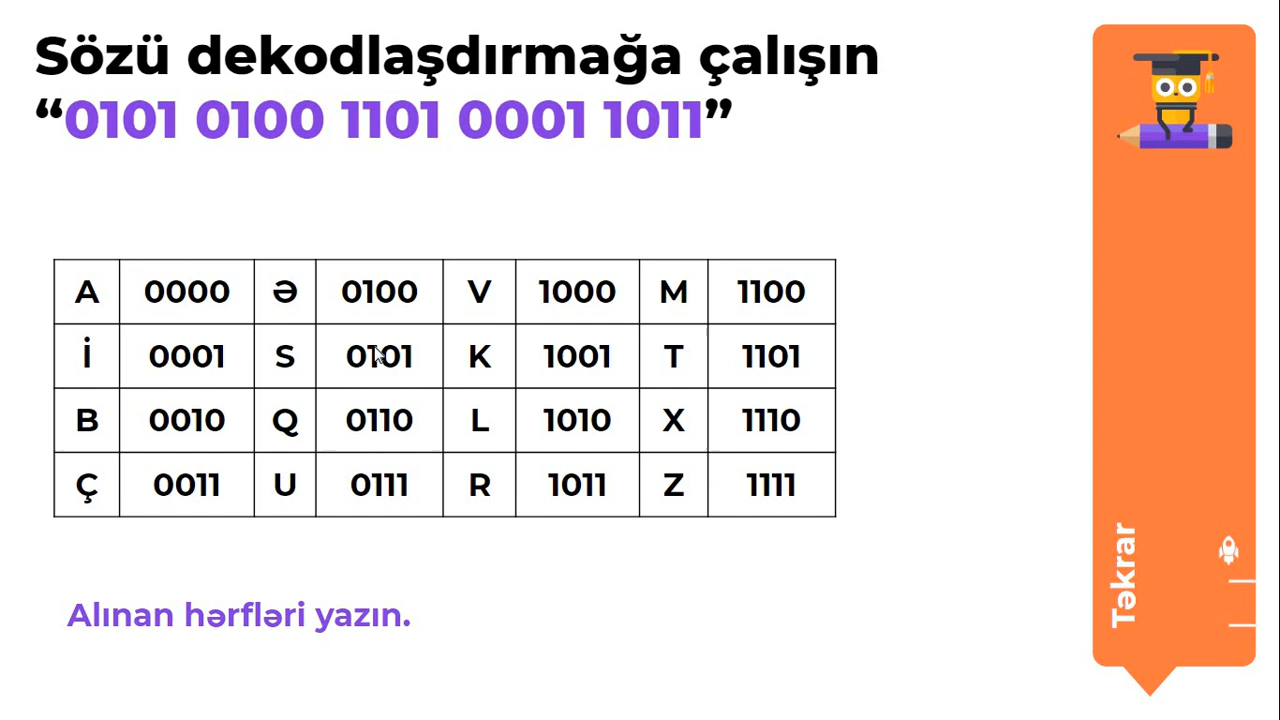 Sözü dekodlaşdırmağa çalışın
“0101 0100 1101 0001 1011”
A 0000 Ə 0100 V 1000 M 1100
İ 0001 S 0101 K 1001 T 1101
B 0010 Q 0110 L 1010 X 1110
Ç 0011 U 0111 R 1011 Z 1111
Alınan hərfləri yazın.
Təkrar